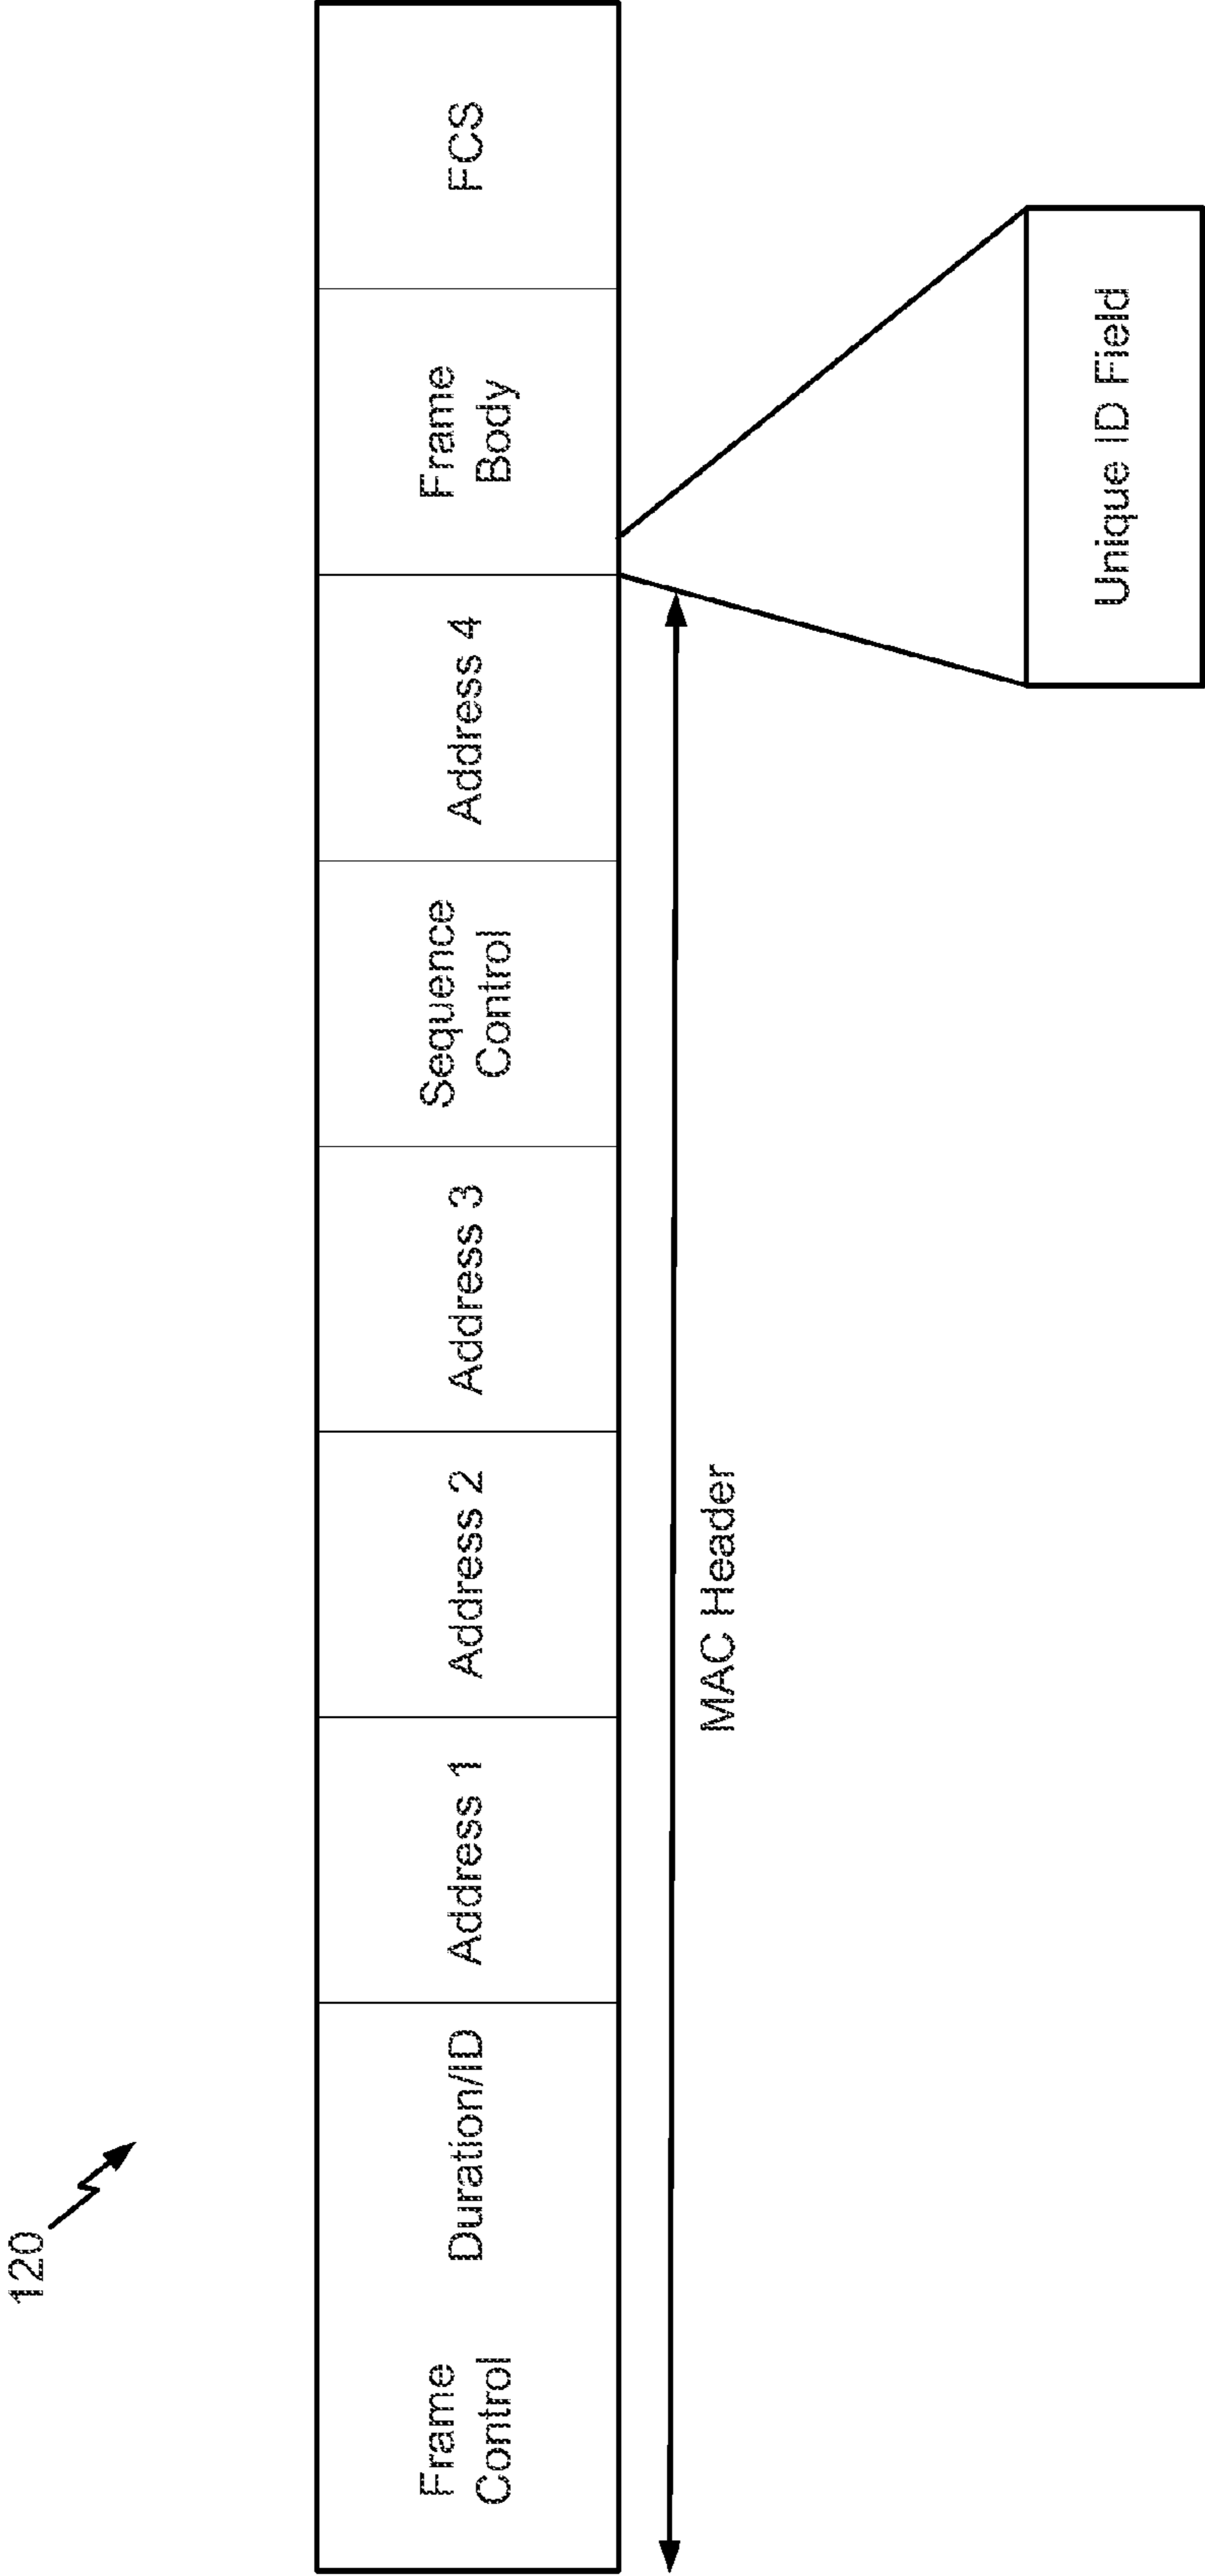 120
Frame
Control
Duration/ID
Address 1
Address 2
Address 3
Sequence
Control
Address 4
Frame
Body
FCS
MAC Header
Unique ID Field